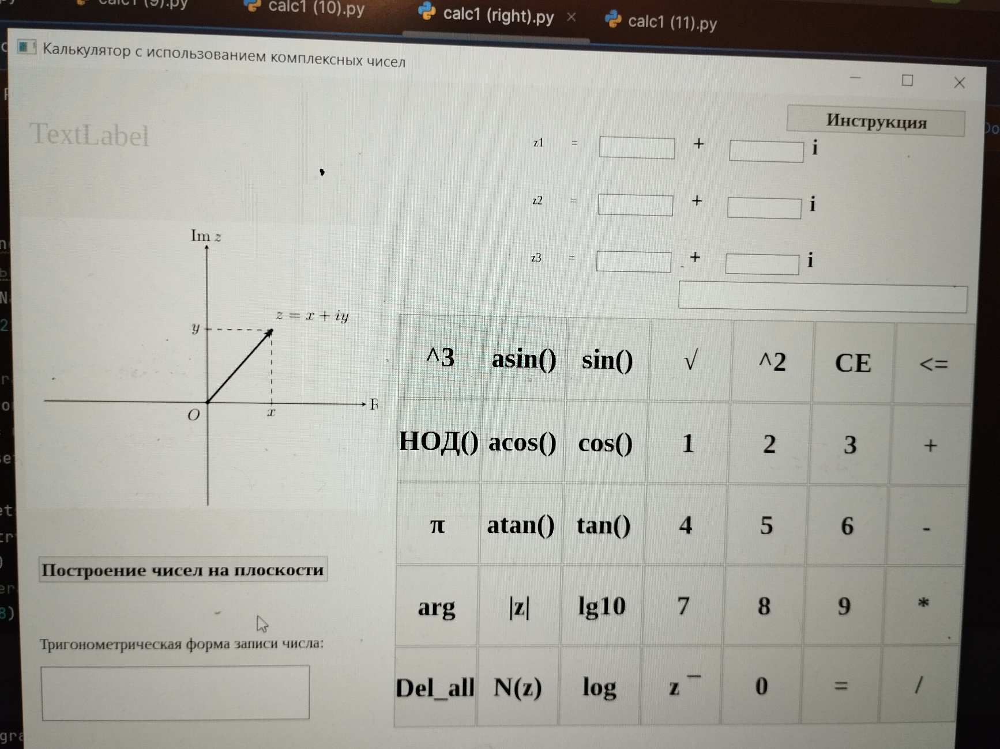 calc1 (9).py calc1 (10).py calc1 (right).py × calc1 (11).py
Калькулятор с использованием комплексных чисел
Инструкция
TextLabel
z1 = + i
z2 = + i
z3 = + i
Im z
z = x + iy
y
O x
^3 asin() sin() √ ^2 CE <=
НОД() acos() cos() 1 2 3 +
π atan() tan() 4 5 6 -
arg |z| lg10 7 8 9 *
Del_all N(z) log z ‾ 0 = /
Построение чисел на плоскости
Тригонометрическая форма записи числа: